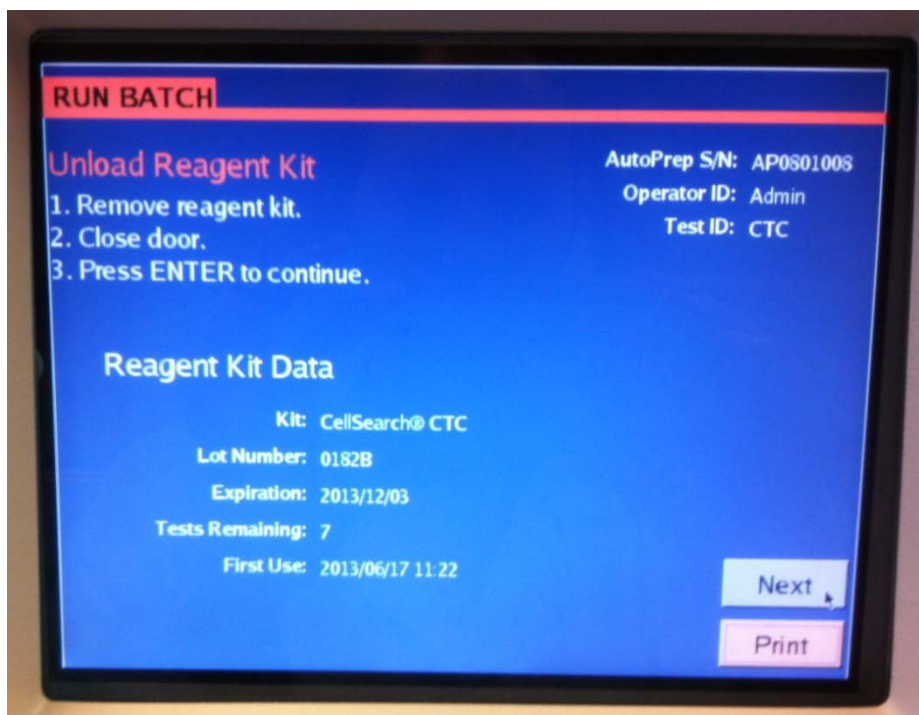 RUN BATCH
Unload Reagent Kit
1. Remove reagent kit.
2. Close door.
3. Press ENTER to continue.
AutoPrep S/N: AP0801008
Operator ID: Admin
Test ID: CTC
Reagent Kit Data
Kit: CellSearch® CTC
Lot Number: 0182B
Expiration: 2013/12/03
Tests Remaining: 7
First Use: 2013/06/17 11:22
Next
Print